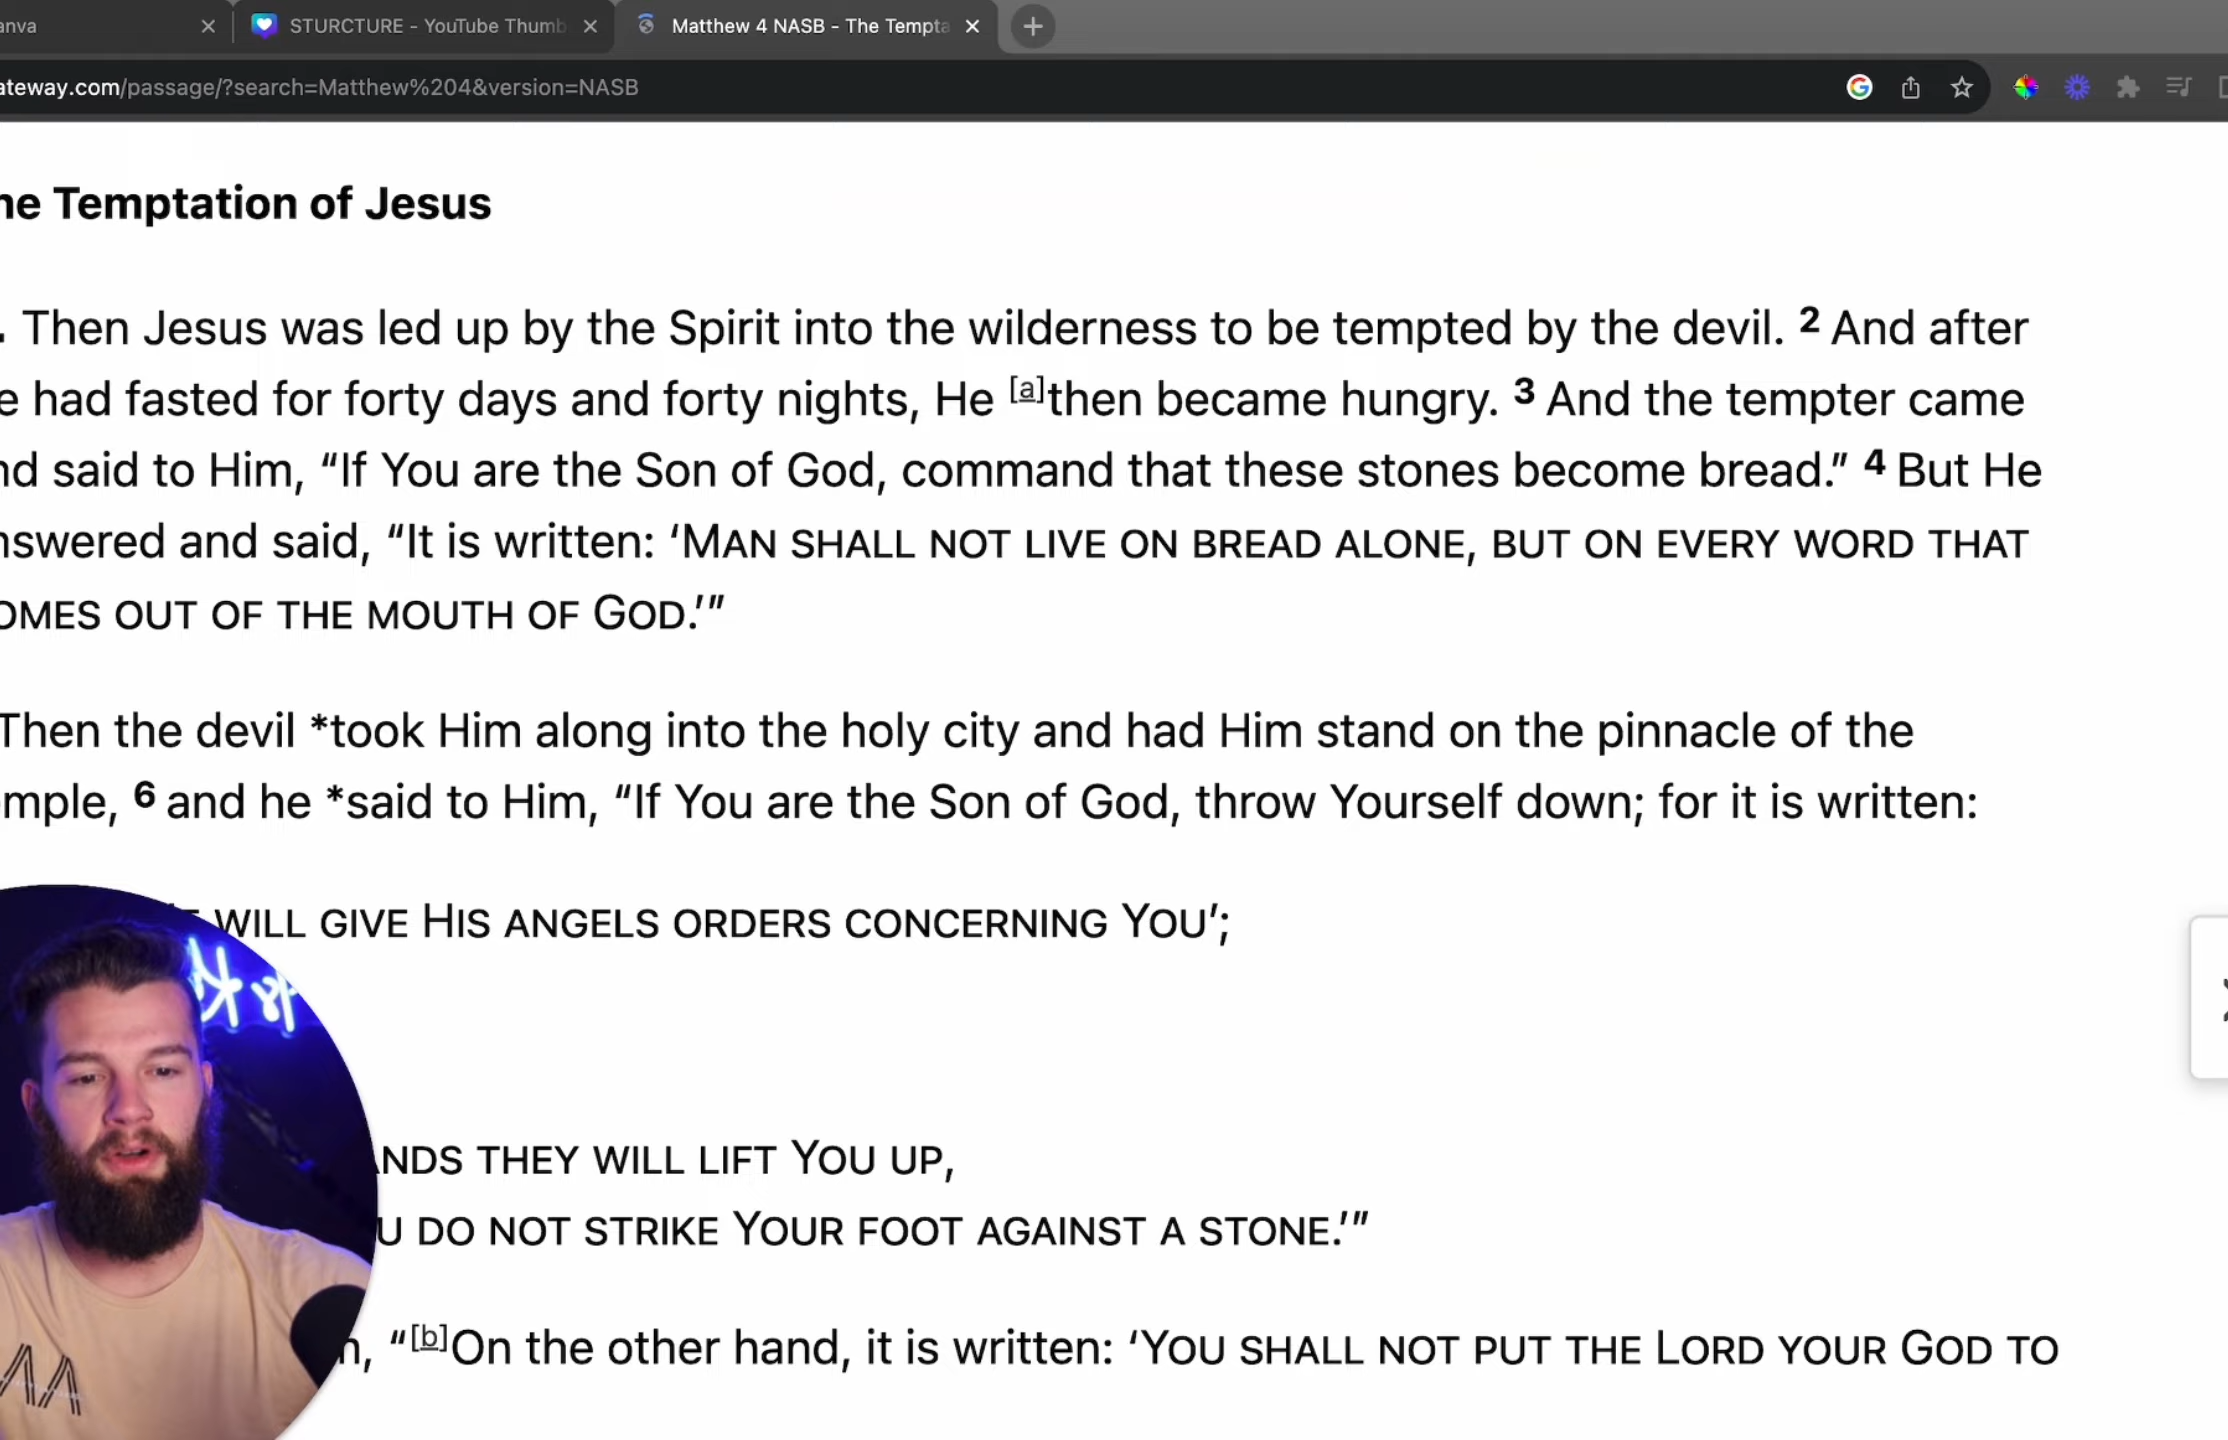 STURCTURE - YouTube Thumb
Matthew 4 NASB - The Tempta
ateway.com/passage/?search=Matthew%204&version=NASB
The Temptation of Jesus
Then Jesus was led up by the Spirit into the wilderness to be tempted by the devil. 2 And after
had fasted for forty days and forty nights, He [a]then became hungry. 3 And the tempter came
said to Him, “If You are the Son of God, command that these stones become bread.” 4 But He
nswered and said, “It is written: ‘MAN SHALL NOT LIVE ON BREAD ALONE, BUT ON EVERY WORD THAT
OMES OUT OF THE MOUTH OF GOD.’”
Then the devil *took Him along into the holy city and had Him stand on the pinnacle of the
mple, 6 and he *said to Him, “If You are the Son of God, throw Yourself down; for it is written:
WILL GIVE HIS ANGELS ORDERS CONCERNING YOU’;
NDS THEY WILL LIFT YOU UP,
U DO NOT STRIKE YOUR FOOT AGAINST A STONE.’”
“[b]On the other hand, it is written: ‘YOU SHALL NOT PUT THE LORD YOUR GOD TO